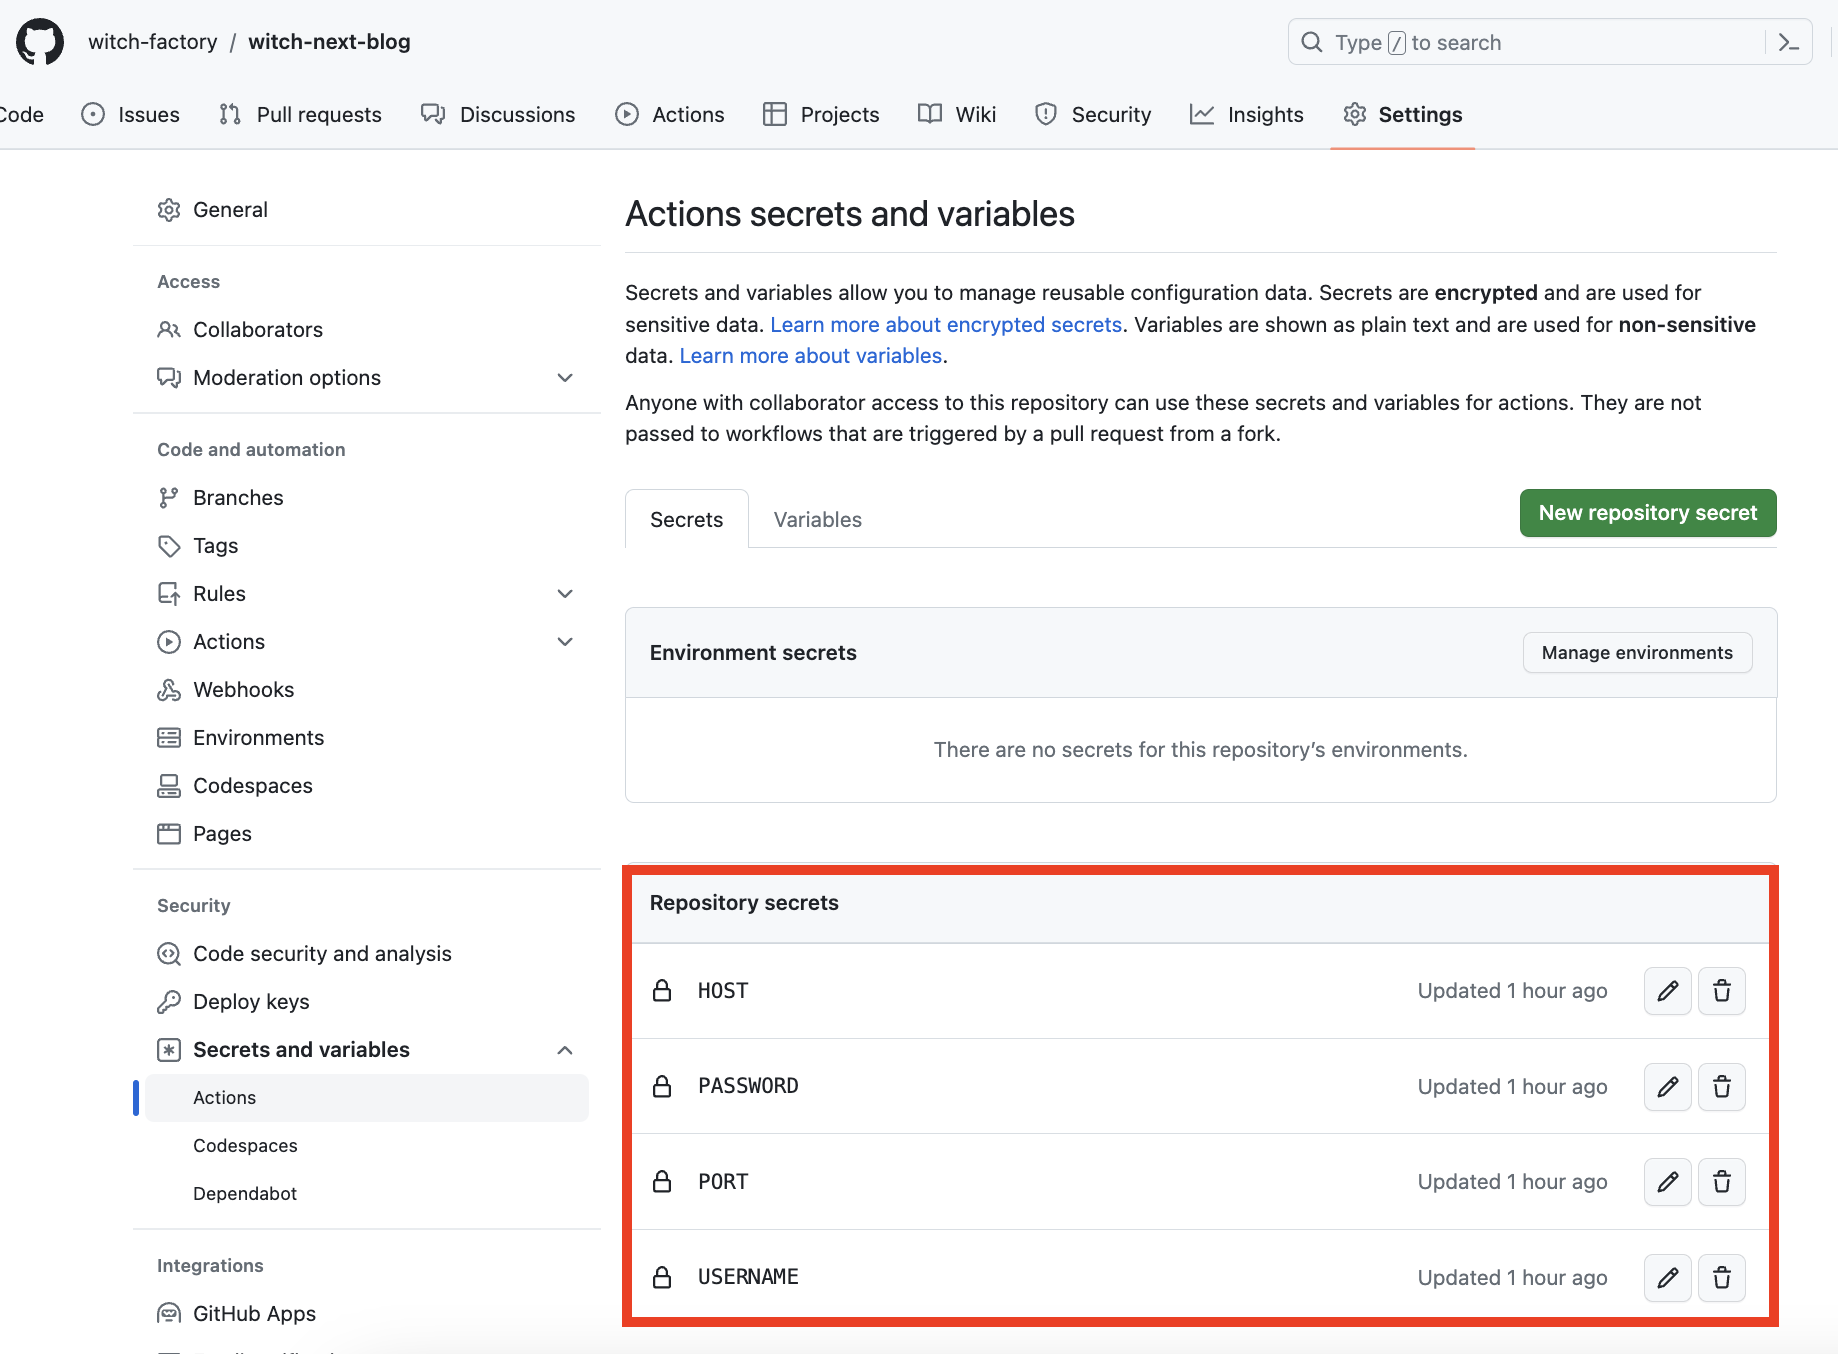 witch-factory / witch-next-blog
Type / to search
Code
Issues
Pull requests
Discussions
Actions
Projects
Wiki
Security
Insights
Settings
General
Access
Collaborators
Moderation options
Code and automation
Branches
Tags
Rules
Actions
Webhooks
Environments
Codespaces
Pages
Security
Code security and analysis
Deploy keys
Secrets and variables
Actions
Codespaces
Dependabot
Integrations
GitHub Apps
Actions secrets and variables
Secrets and variables allow you to manage reusable configuration data. Secrets are encrypted and are used for
sensitive data. Learn more about encrypted secrets. Variables are shown as plain text and are used for non-sensitive
data. Learn more about variables.
Anyone with collaborator access to this repository can use these secrets and variables for actions. They are not
passed to workflows that are triggered by a pull request from a fork.
Secrets
Variables
New repository secret
Environment secrets
Manage environments
There are no secrets for this repository’s environments.
Repository secrets
HOST
Updated 1 hour ago
PASSWORD
Updated 1 hour ago
PORT
Updated 1 hour ago
USERNAME
Updated 1 hour ago